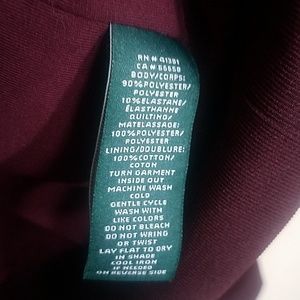 RN # 41381
CA # 56650
BODY/CORPS:
90% POLYESTER/
POLYESTER
10% ELASTANE/
ÉLASTHANNE
QUILTING/
MATELASSAGE:
100% POLYESTER/
POLYESTER
LINING/DOUBLURE:
100% COTTON/
COTON
TURN GARMENT
INSIDE OUT
MACHINE WASH
COLD
GENTLE CYCLE
WASH WITH
LIKE COLORS
DO NOT BLEACH
DO NOT WRING
OR TWIST
LAY FLAT TO DRY
IN SHADE
COOL IRON
IF NEEDED
ON REVERSE SIDE